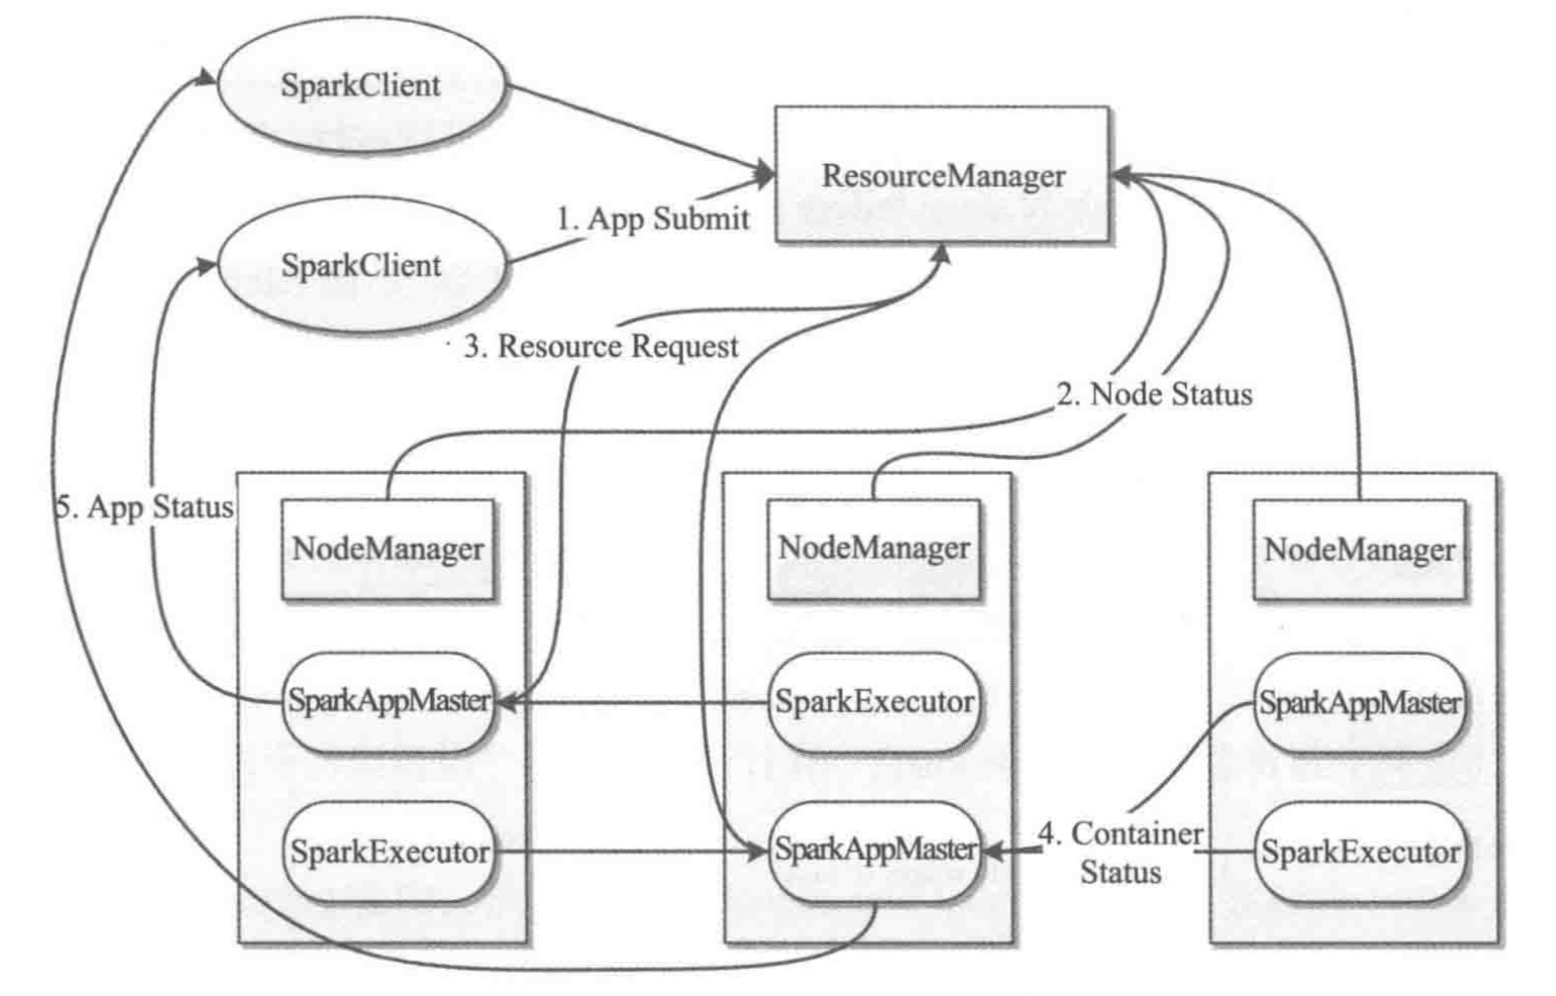 SparkClient
ResourceManager
1. App Submit
SparkClient
3. Resource Request
2. Node Status
5. App Status
NodeManager
NodeManager
NodeManager
SparkAppMaster
SparkExecutor
SparkAppMaster
SparkExecutor
SparkAppMaster
4. Container
Status
SparkExecutor